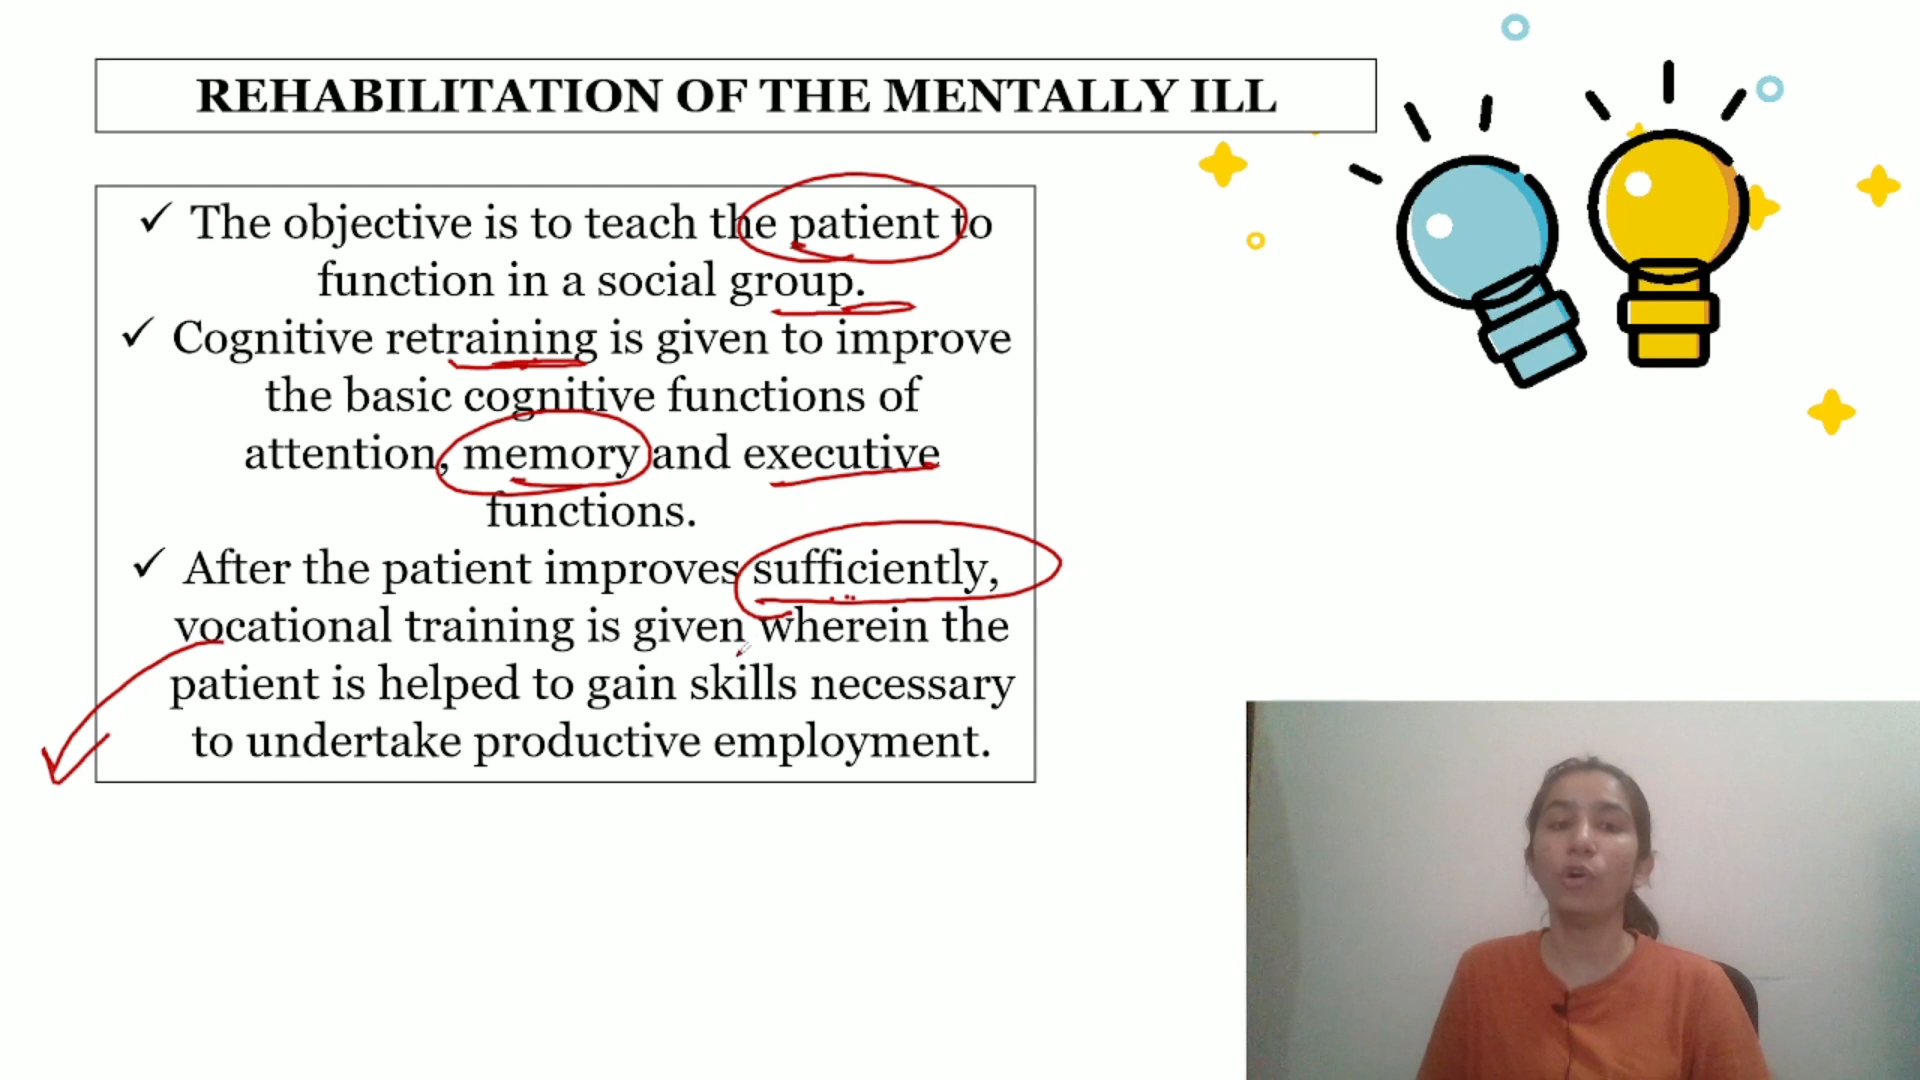 REHABILITATION OF THE MENTALLY ILL
✓ The objective is to teach the patient to
function in a social group.
✓ Cognitive retraining is given to improve
the basic cognitive functions of
attention, memory and executive
functions.
✓ After the patient improves sufficiently,
vocational training is given wherein the
patient is helped to gain skills necessary
to undertake productive employment.